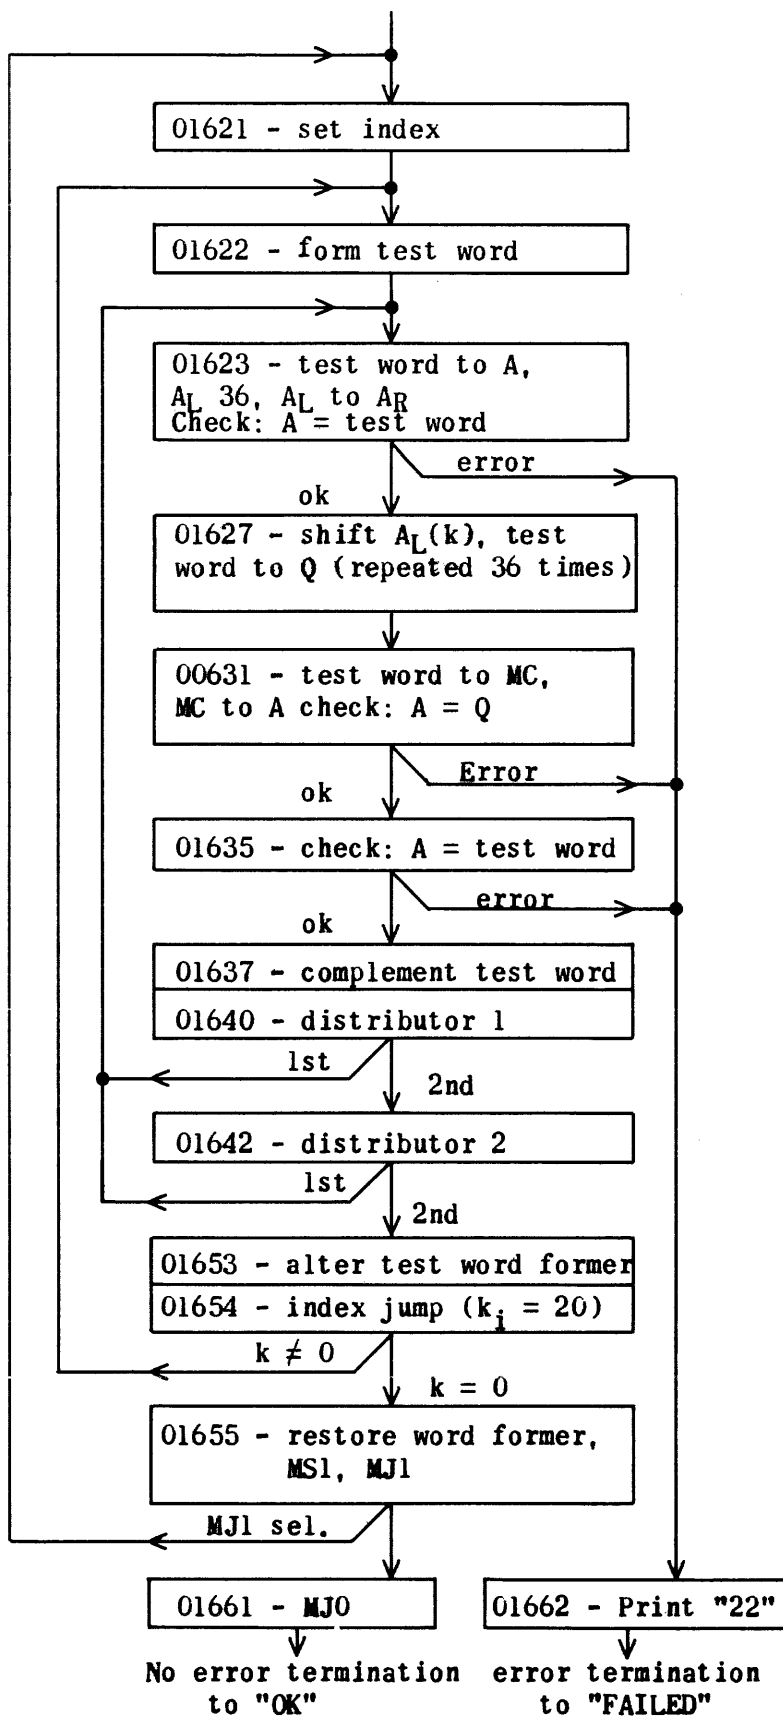 01621 - set index
01622 - form test word
01623 - test word to A,
AL 36, AL to AR
Check: A = test word
error
ok
01627 - shift AL(k), test
word to Q (repeated 36 times)
00631 - test word to MC,
MC to A check: A = Q
Error
ok
01635 - check: A = test word
error
ok
01637 - complement test word
01640 - distributor 1
1st
2nd
01642 - distributor 2
1st
2nd
01653 - alter test word former
01654 - index jump (ki = 20)
k ≠ 0
k = 0
01655 - restore word former,
MS1, MJ1
MJ1 sel.
01661 - MJ0
01662 - Print "22"
No error termination
to "OK"
error termination
to "FAILED"